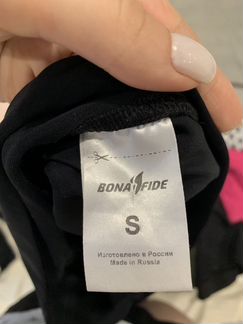 BONA FIDE
S
Изготовлено в России
Made in Russia